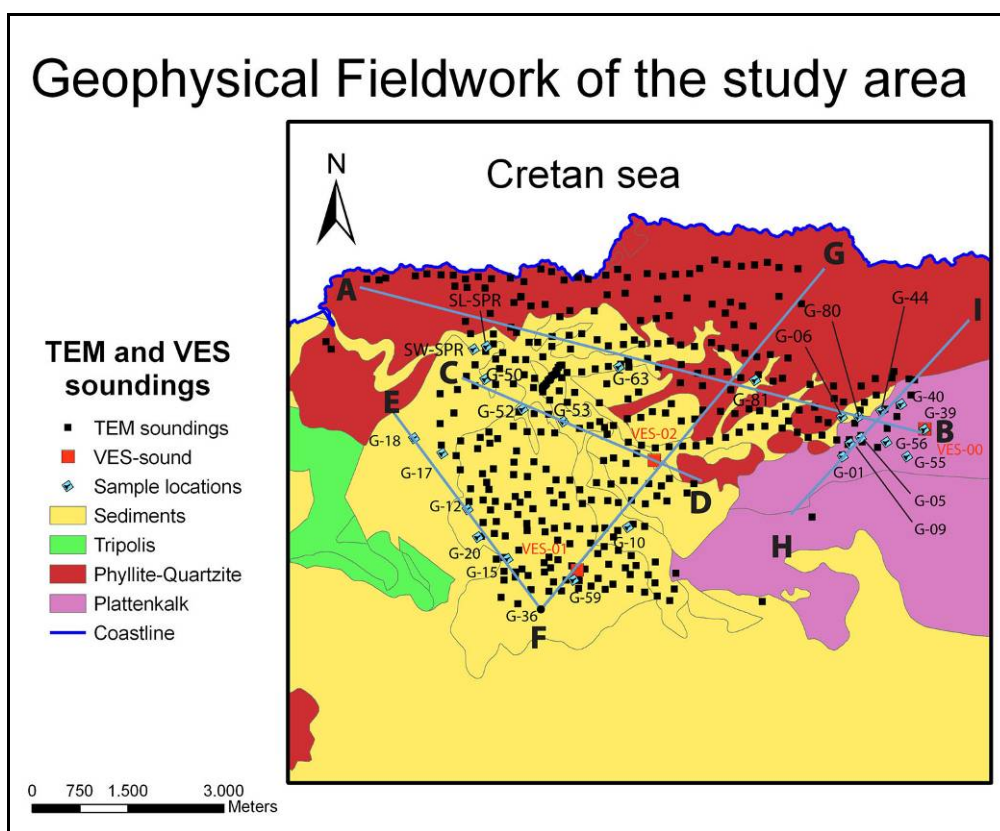 Geophysical Fieldwork of the study area
N
Cretan sea
G
A
SL-SPR
G-80
G-44
I
G-06
SW-SPR
C
G-50
G-63
G-81
G-40
E
G-52
G-53
G-39
B
G-18
VES-02
G-56
VES-00
G-17
G-01
G-55
D
G-05
G-12
G-09
G-10
H
G-20
VES-01
G-15
G-59
G-36
F
TEM and VES
soundings
TEM soundings
VES-sound
Sample locations
Sediments
Tripolis
Phyllite-Quartzite
Plattenkalk
Coastline
0 750 1.500 3.000
Meters